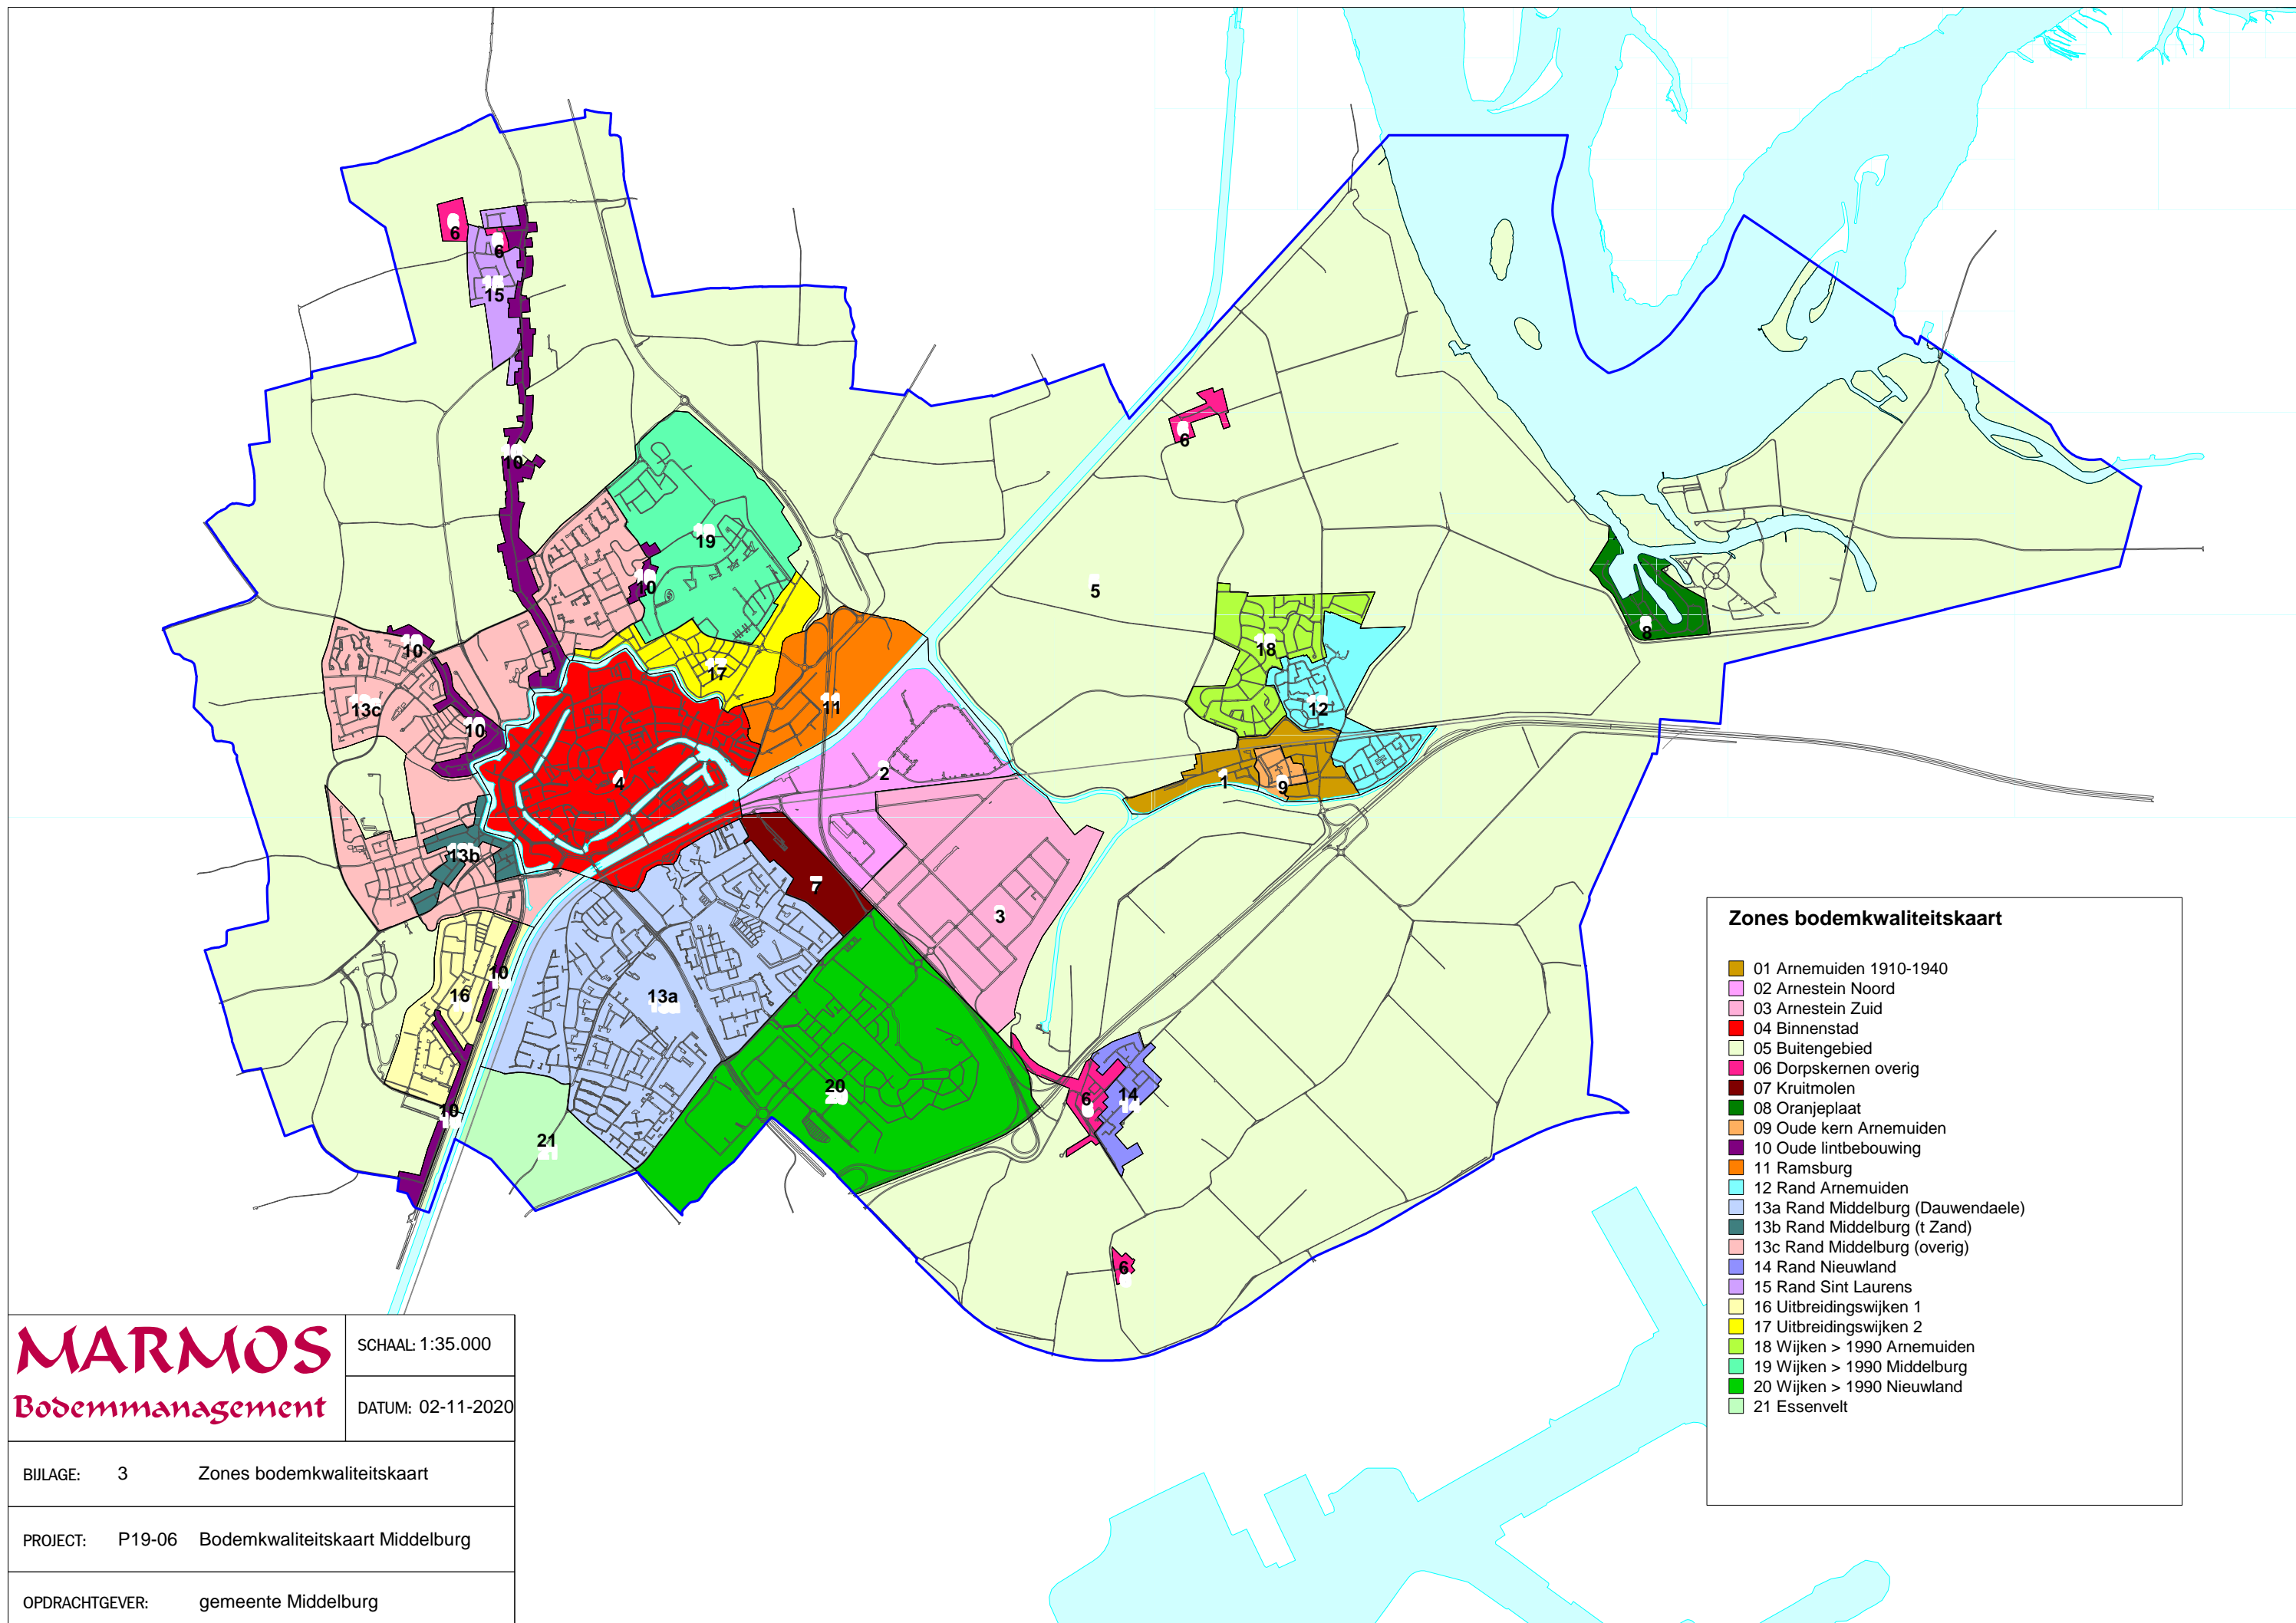 6
6
15
10
19
10
5
10
18
8
17
13c
11
12
10
2
4
1
9
13b
7
3
10
16
13a
20
6
14
10
21
6
Zones bodemkwaliteitskaart
01 Arnemuiden 1910-1940
02 Arnestein Noord
03 Arnestein Zuid
04 Binnenstad
05 Buitengebied
06 Dorpskernen overig
07 Kruitmolen
08 Oranjeplaat
09 Oude kern Arnemuiden
10 Oude lintbebouwing
11 Ramsburg
12 Rand Arnemuiden
13a Rand Middelburg (Dauwendaele)
13b Rand Middelburg (t Zand)
13c Rand Middelburg (overig)
14 Rand Nieuwland
15 Rand Sint Laurens
16 Uitbreidingswijken 1
17 Uitbreidingswijken 2
18 Wijken > 1990 Arnemuiden
19 Wijken > 1990 Middelburg
20 Wijken > 1990 Nieuwland
21 Essenvelt
MARMOS
Bodemmanagement
SCHAAL: 1:35.000
DATUM: 02-11-2020
BIJLAGE: 3 Zones bodemkwaliteitskaart
PROJECT: P19-06 Bodemkwaliteitskaart Middelburg
OPDRACHTGEVER: gemeente Middelburg
6